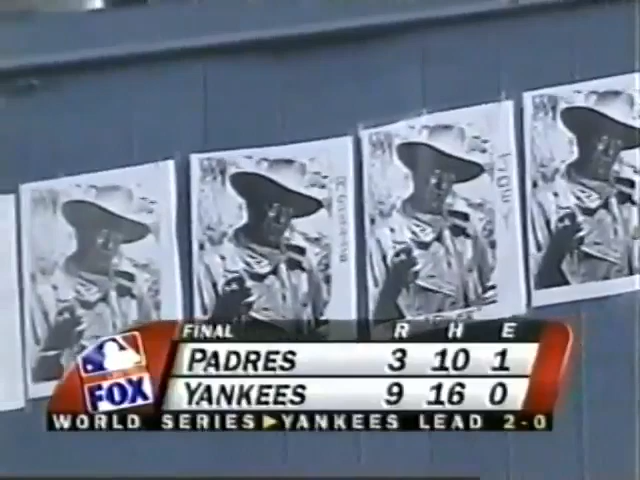 FINAL R H E
PADRES 3 10 1
YANKEES 9 16 0
FOX
WORLD SERIES ▶ YANKEES LEAD 2-0